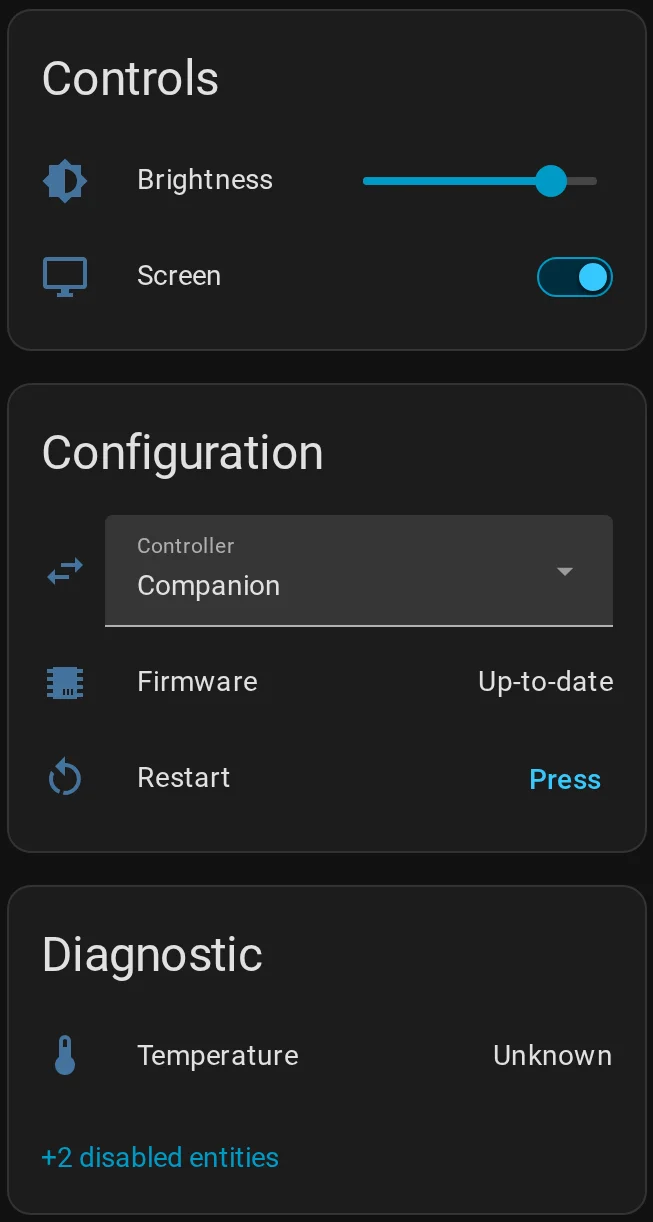 Controls
Brightness
Screen
Configuration
Controller
Companion
Firmware Up-to-date
Restart Press
Diagnostic
Temperature Unknown
+2 disabled entities